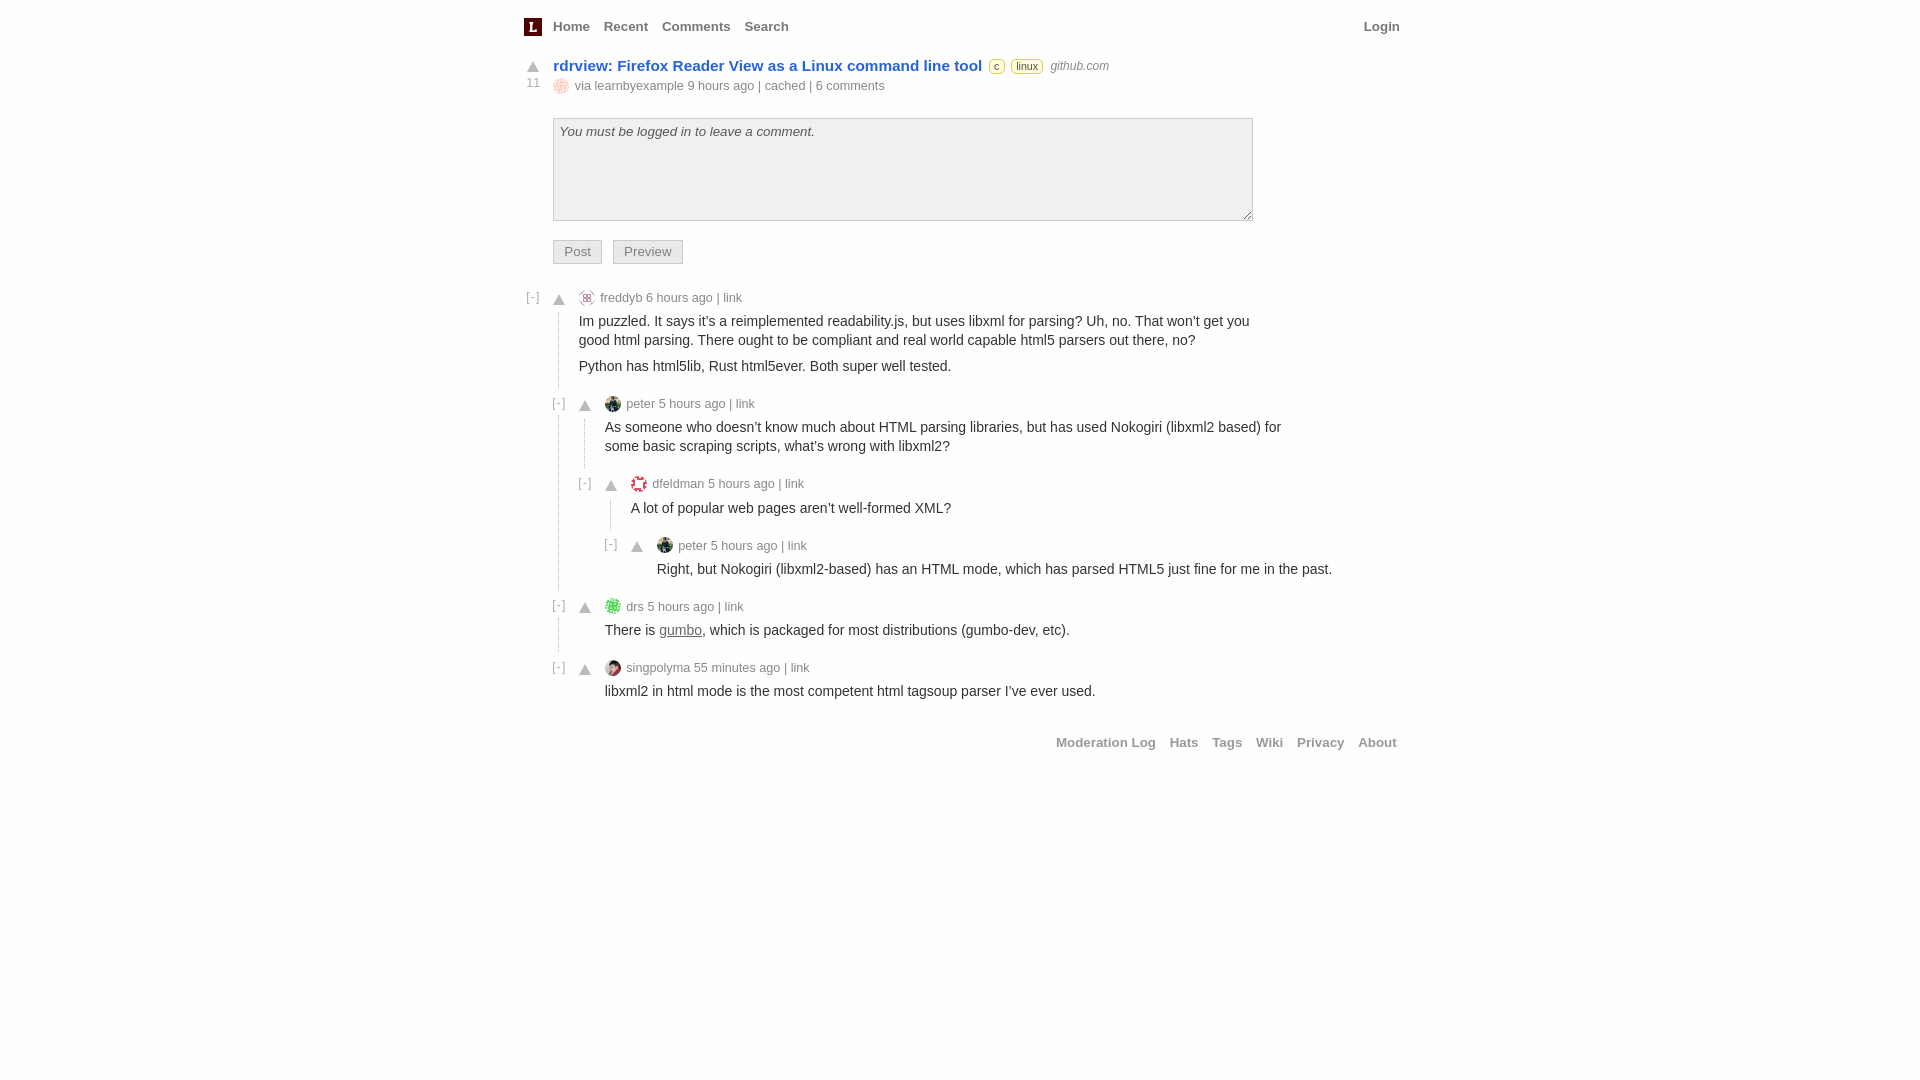 L Home Recent Comments Search Login
rdrview: Firefox Reader View as a Linux command line tool c linux github.com
11
via learnbyexample 9 hours ago | cached | 6 comments
You must be logged in to leave a comment.
Post Preview
[-] freddyb 6 hours ago | link
Im puzzled. It says it’s a reimplemented readability.js, but uses libxml for parsing? Uh, no. That won’t get you
good html parsing. There ought to be compliant and real world capable html5 parsers out there, no?
Python has html5lib, Rust html5ever. Both super well tested.
[-] peter 5 hours ago | link
As someone who doesn’t know much about HTML parsing libraries, but has used Nokogiri (libxml2 based) for
some basic scraping scripts, what’s wrong with libxml2?
[-] dfeldman 5 hours ago | link
A lot of popular web pages aren’t well-formed XML?
[-] peter 5 hours ago | link
Right, but Nokogiri (libxml2-based) has an HTML mode, which has parsed HTML5 just fine for me in the past.
[-] drs 5 hours ago | link
There is gumbo, which is packaged for most distributions (gumbo-dev, etc).
[-] singpolyma 55 minutes ago | link
libxml2 in html mode is the most competent html tagsoup parser I’ve ever used.
Moderation Log Hats Tags Wiki Privacy About